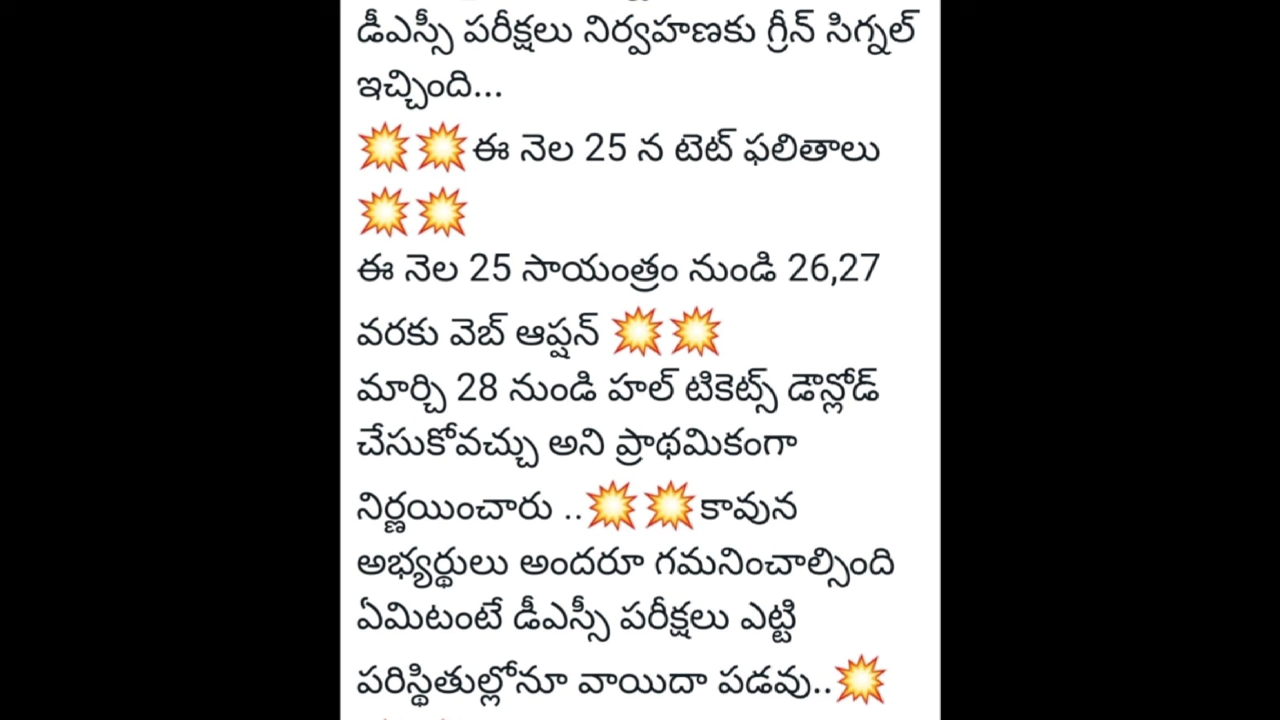 డీఎస్సీ పరీక్షలు నిర్వహణకు గ్రీన్ సిగ్నల్
ఇచ్చింది...
💥💥ఈ నెల 25 న టెట్ ఫలితాలు
💥💥
ఈ నెల 25 సాయంత్రం నుండి 26,27
వరకు వెబ్ ఆప్షన్ 💥💥
మార్చి 28 నుండి హల్ టికెట్స్ డౌన్లోడ్
చేసుకోవచ్చు అని ప్రాథమికంగా
నిర్ణయించారు ..💥💥కావున
అభ్యర్థులు అందరూ గమనించాల్సింది
ఏమిటంటే డీఎస్సీ పరీక్షలు ఎట్టి
పరిస్థితుల్లోనూ వాయిదా పడవు..💥